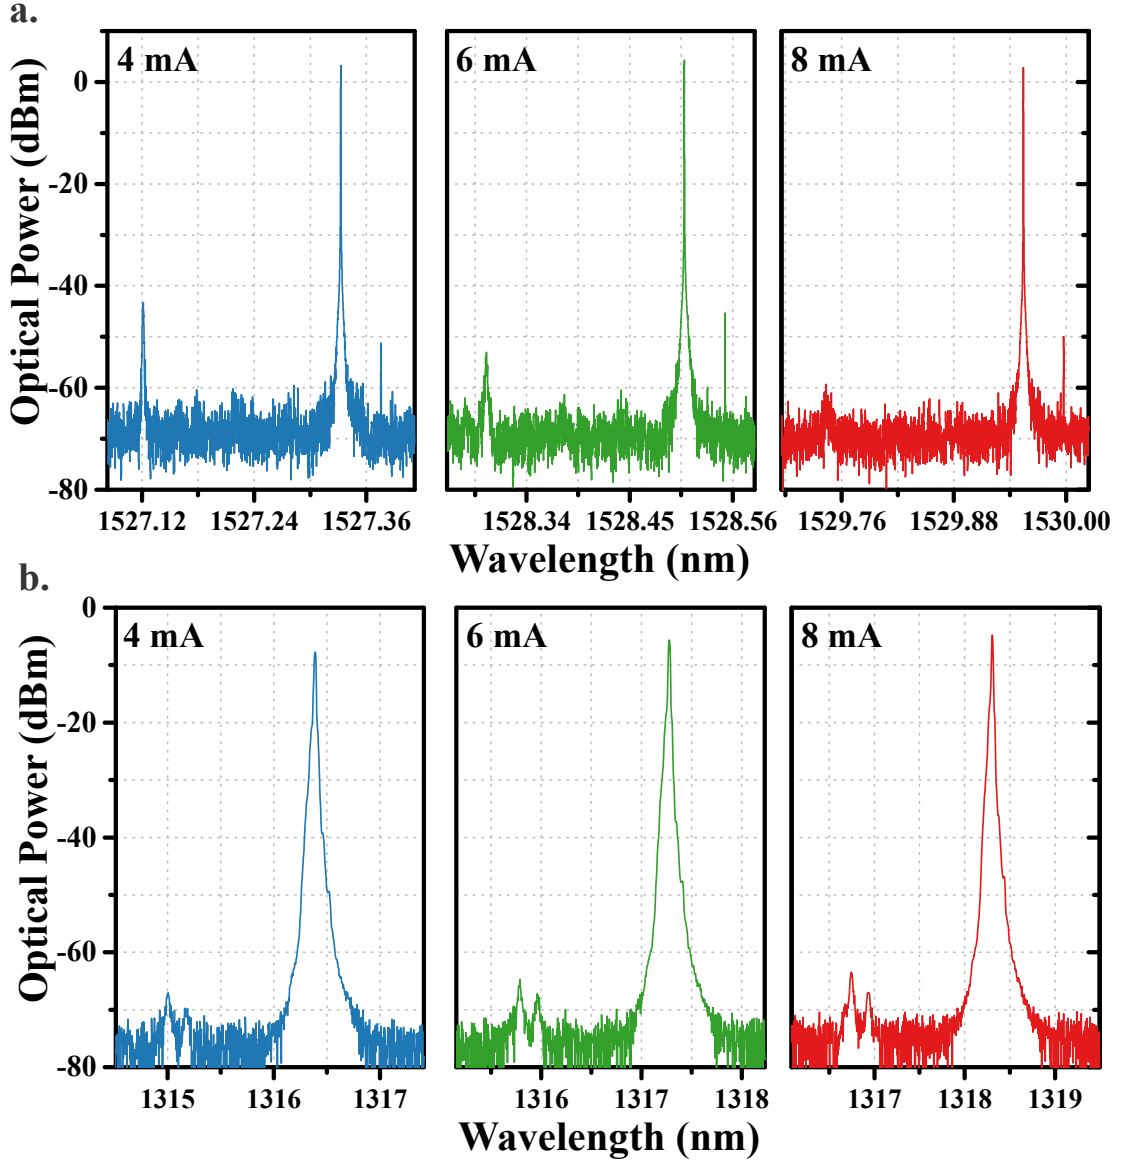 a.
4 mA
6 mA
8 mA
0
-20
-40
-60
-80
Optical Power (dBm)
1527.12 1527.24 1527.36
1528.34 1528.45 1528.56
1529.76 1529.88 1530.00
Wavelength (nm)
b.
4 mA
6 mA
8 mA
0
-20
-40
-60
-80
Optical Power (dBm)
1315 1316 1317
1316 1317 1318
1317 1318 1319
Wavelength (nm)